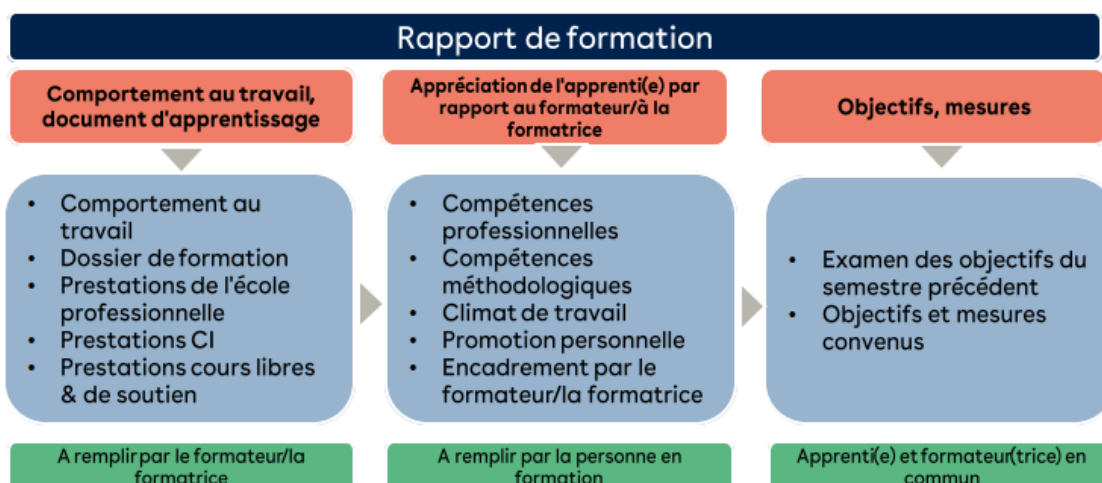 Rapport de formation
Comportement au travail,
document d'apprentissage
Appréciation de l'apprenti(e) par
rapport au formateur/à la
formatrice
Objectifs, mesures
• Comportement au
travail
• Dossier de formation
• Prestations de l'école
professionnelle
• Prestations CI
• Prestations cours libres
& de soutien
• Compétences
professionnelles
• Compétences
méthodologiques
• Climat de travail
• Promotion personnelle
• Encadrement par le
formateur/la formatrice
• Examen des objectifs du
semestre précédent
• Objectifs et mesures
convenus
A remplir par le formateur/la
formatrice
A remplir par la personne en
formation
Apprenti(e) et formateur(trice) en
commun